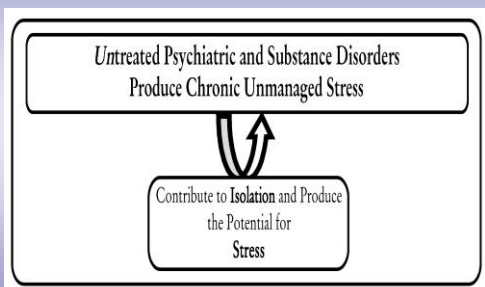 Untreated Psychiatric and Substance Disorders
Produce Chronic Unmanaged Stress
Contribute to Isolation and Produce
the Potential for
Stress